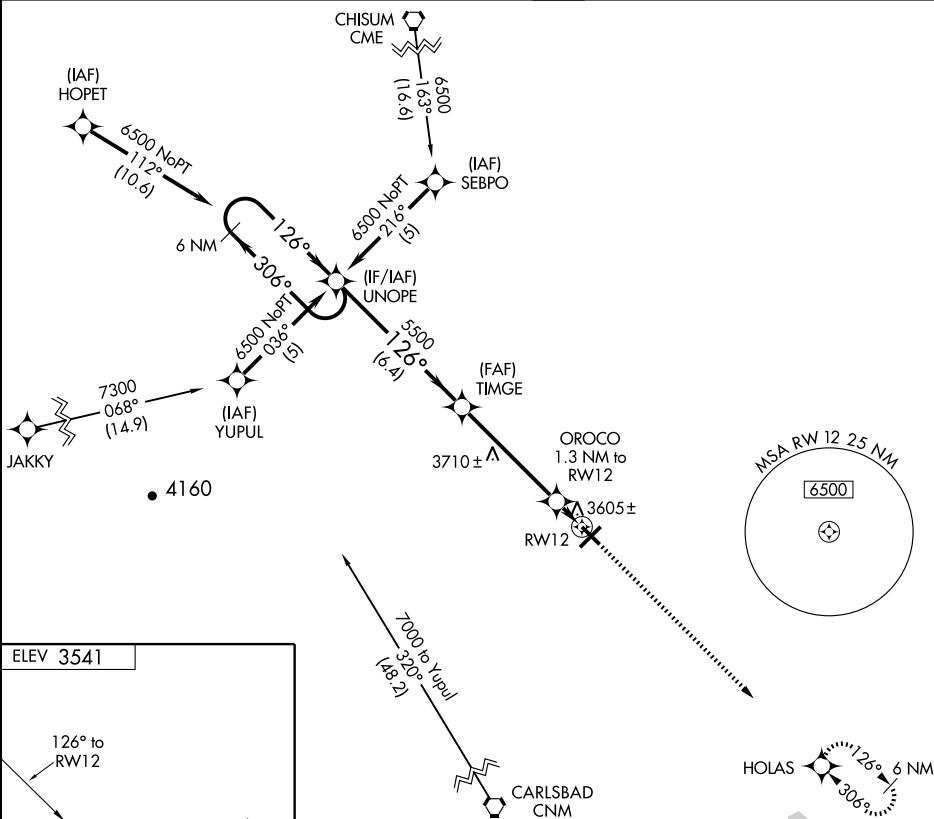 CHISUM
CME
6500
163°
(16.6)
(IAF)
HOPET
6500 NoPT
112°
(10.6)
(IAF)
SEBPO
6500 NoPT
216°
(5)
6 NM
126°
306°
(IF/IAF)
UNOPE
6500 NoPT
036°
(5)
5500
126°
(6.4)
(FAF)
TIMGE
7300
068°
(14.9)
JAKKY
(IAF)
YUPUL
4160
3710±
OROCO
1.3 NM to
RW12
3605±
RW12
MSA RW 12 25 NM
6500
7000 to Yupul
320°
(48.2)
ELEV 3541
126° to
RW12
HOLAS
126°
306°
6 NM
CARLSBAD
CNM